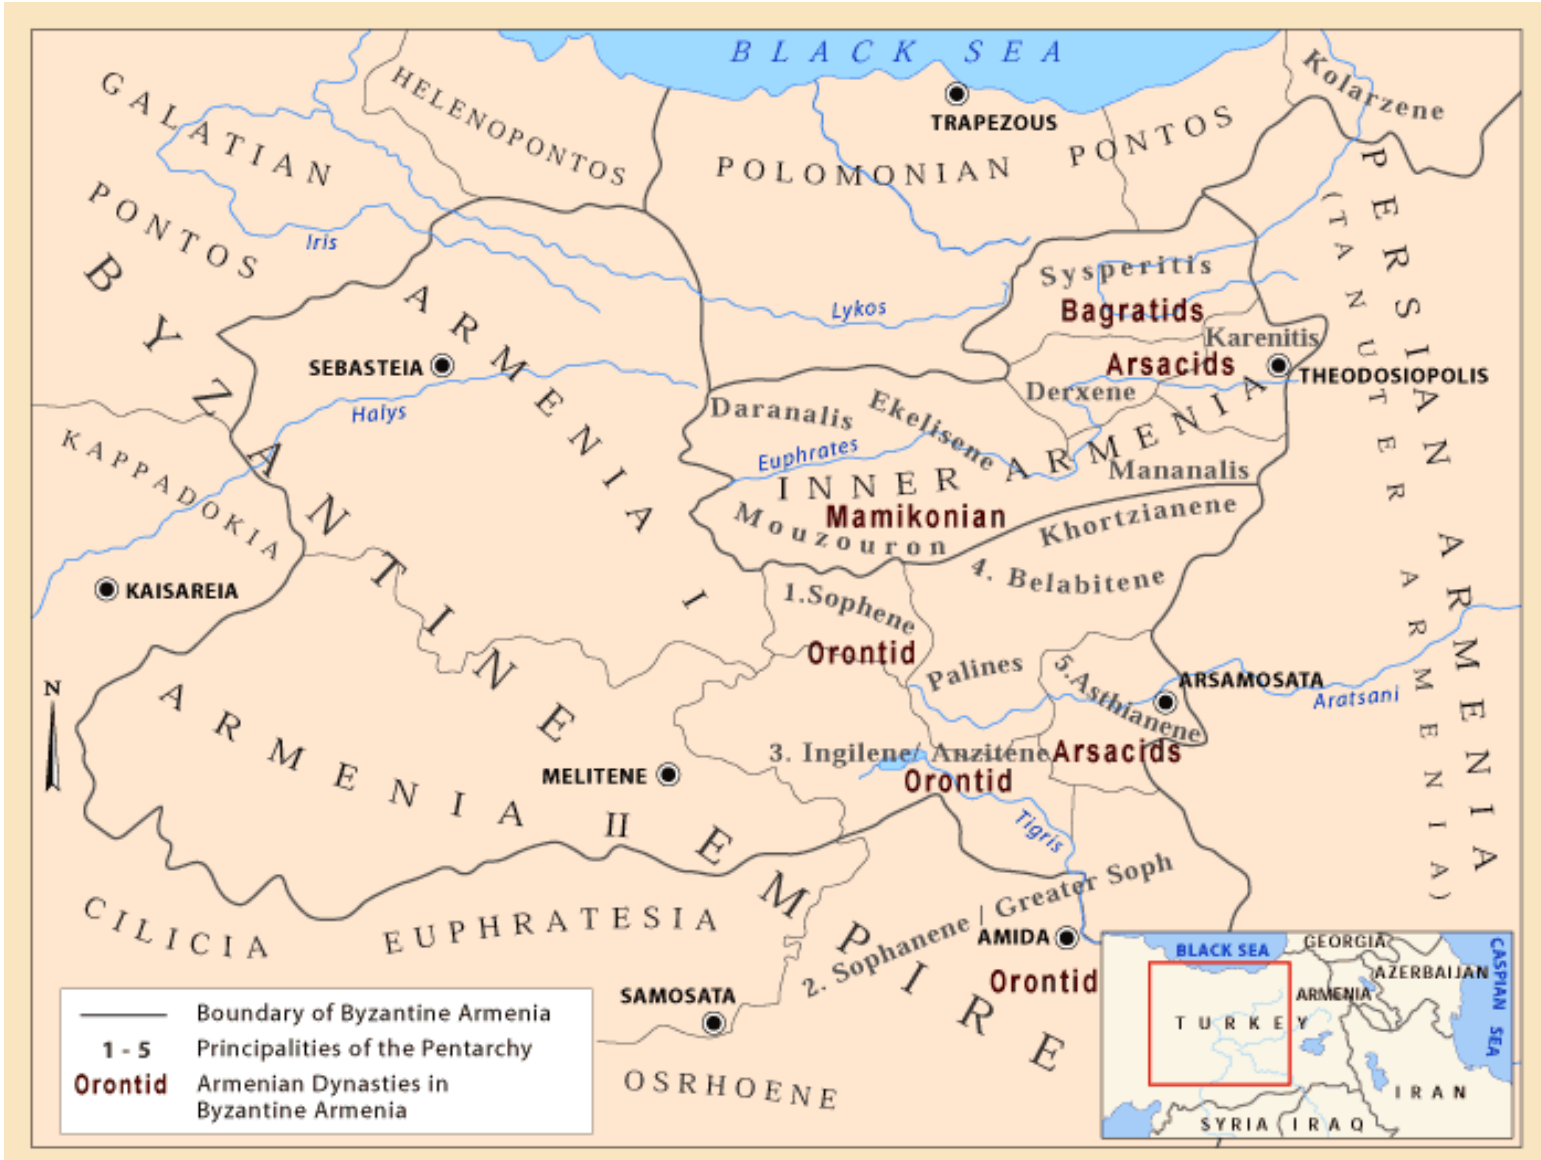 BLACK SEA
GALATIAN
PONTOS
HELENOPONTOS
POLOMONIAN PONTOS
TRAPEZOUS
Kolarzene
PERSIAN ARMENIA
(TANUTER ARMENIA)
BYZANTINE EMPIRE
Iris
Lykos
ARMENIA I
SEBASTEIA
Halys
Sysperitis
Bagratids
Karenitis
Arsacids
THEODOSIOPOLIS
Derxene
Daranalis
Ekelisene
Euphrates
INNER ARMENIA
Mananalis
Mouzouron
Mamikonian
Khortzianene
KAPPADOKIA
KAISAREIA
1.Sophene
Orontid
4. Belabitene
Palines
5.Asthianene
ARSAMOSATA
Aratsani
Arsacids
3. Ingilene/ Anzitene
Orontid
Tigris
MELITENE
ARMENIA II
CILICIA
EUPHRATESIA
2. Sophanene / Greater Soph
AMIDA
Orontid
SAMOSATA
OSRHOENE
N
Boundary of Byzantine Armenia
1 - 5 Principalities of the Pentarchy
Orontid Armenian Dynasties in
Byzantine Armenia
BLACK SEA
GEORGIA
CASPIAN SEA
AZERBAIJAN
ARMENIA
TURKEY
IRAN
SYRIA
IRAQ